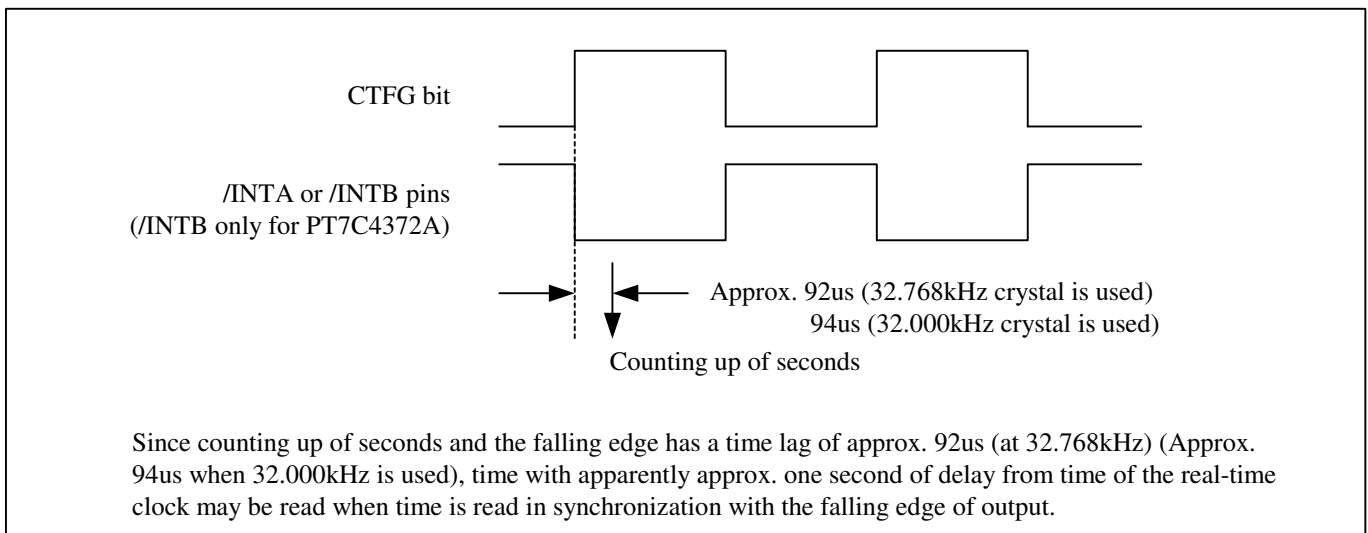 CTFG bit
/INTA or /INTB pins
(/INTB only for PT7C4372A)
Approx. 92us (32.768kHz crystal is used)
94us (32.000kHz crystal is used)
Counting up of seconds
Since counting up of seconds and the falling edge has a time lag of approx. 92us (at 32.768kHz) (Approx.
94us when 32.000kHz is used), time with apparently approx. one second of delay from time of the real-time
clock may be read when time is read in synchronization with the falling edge of output.